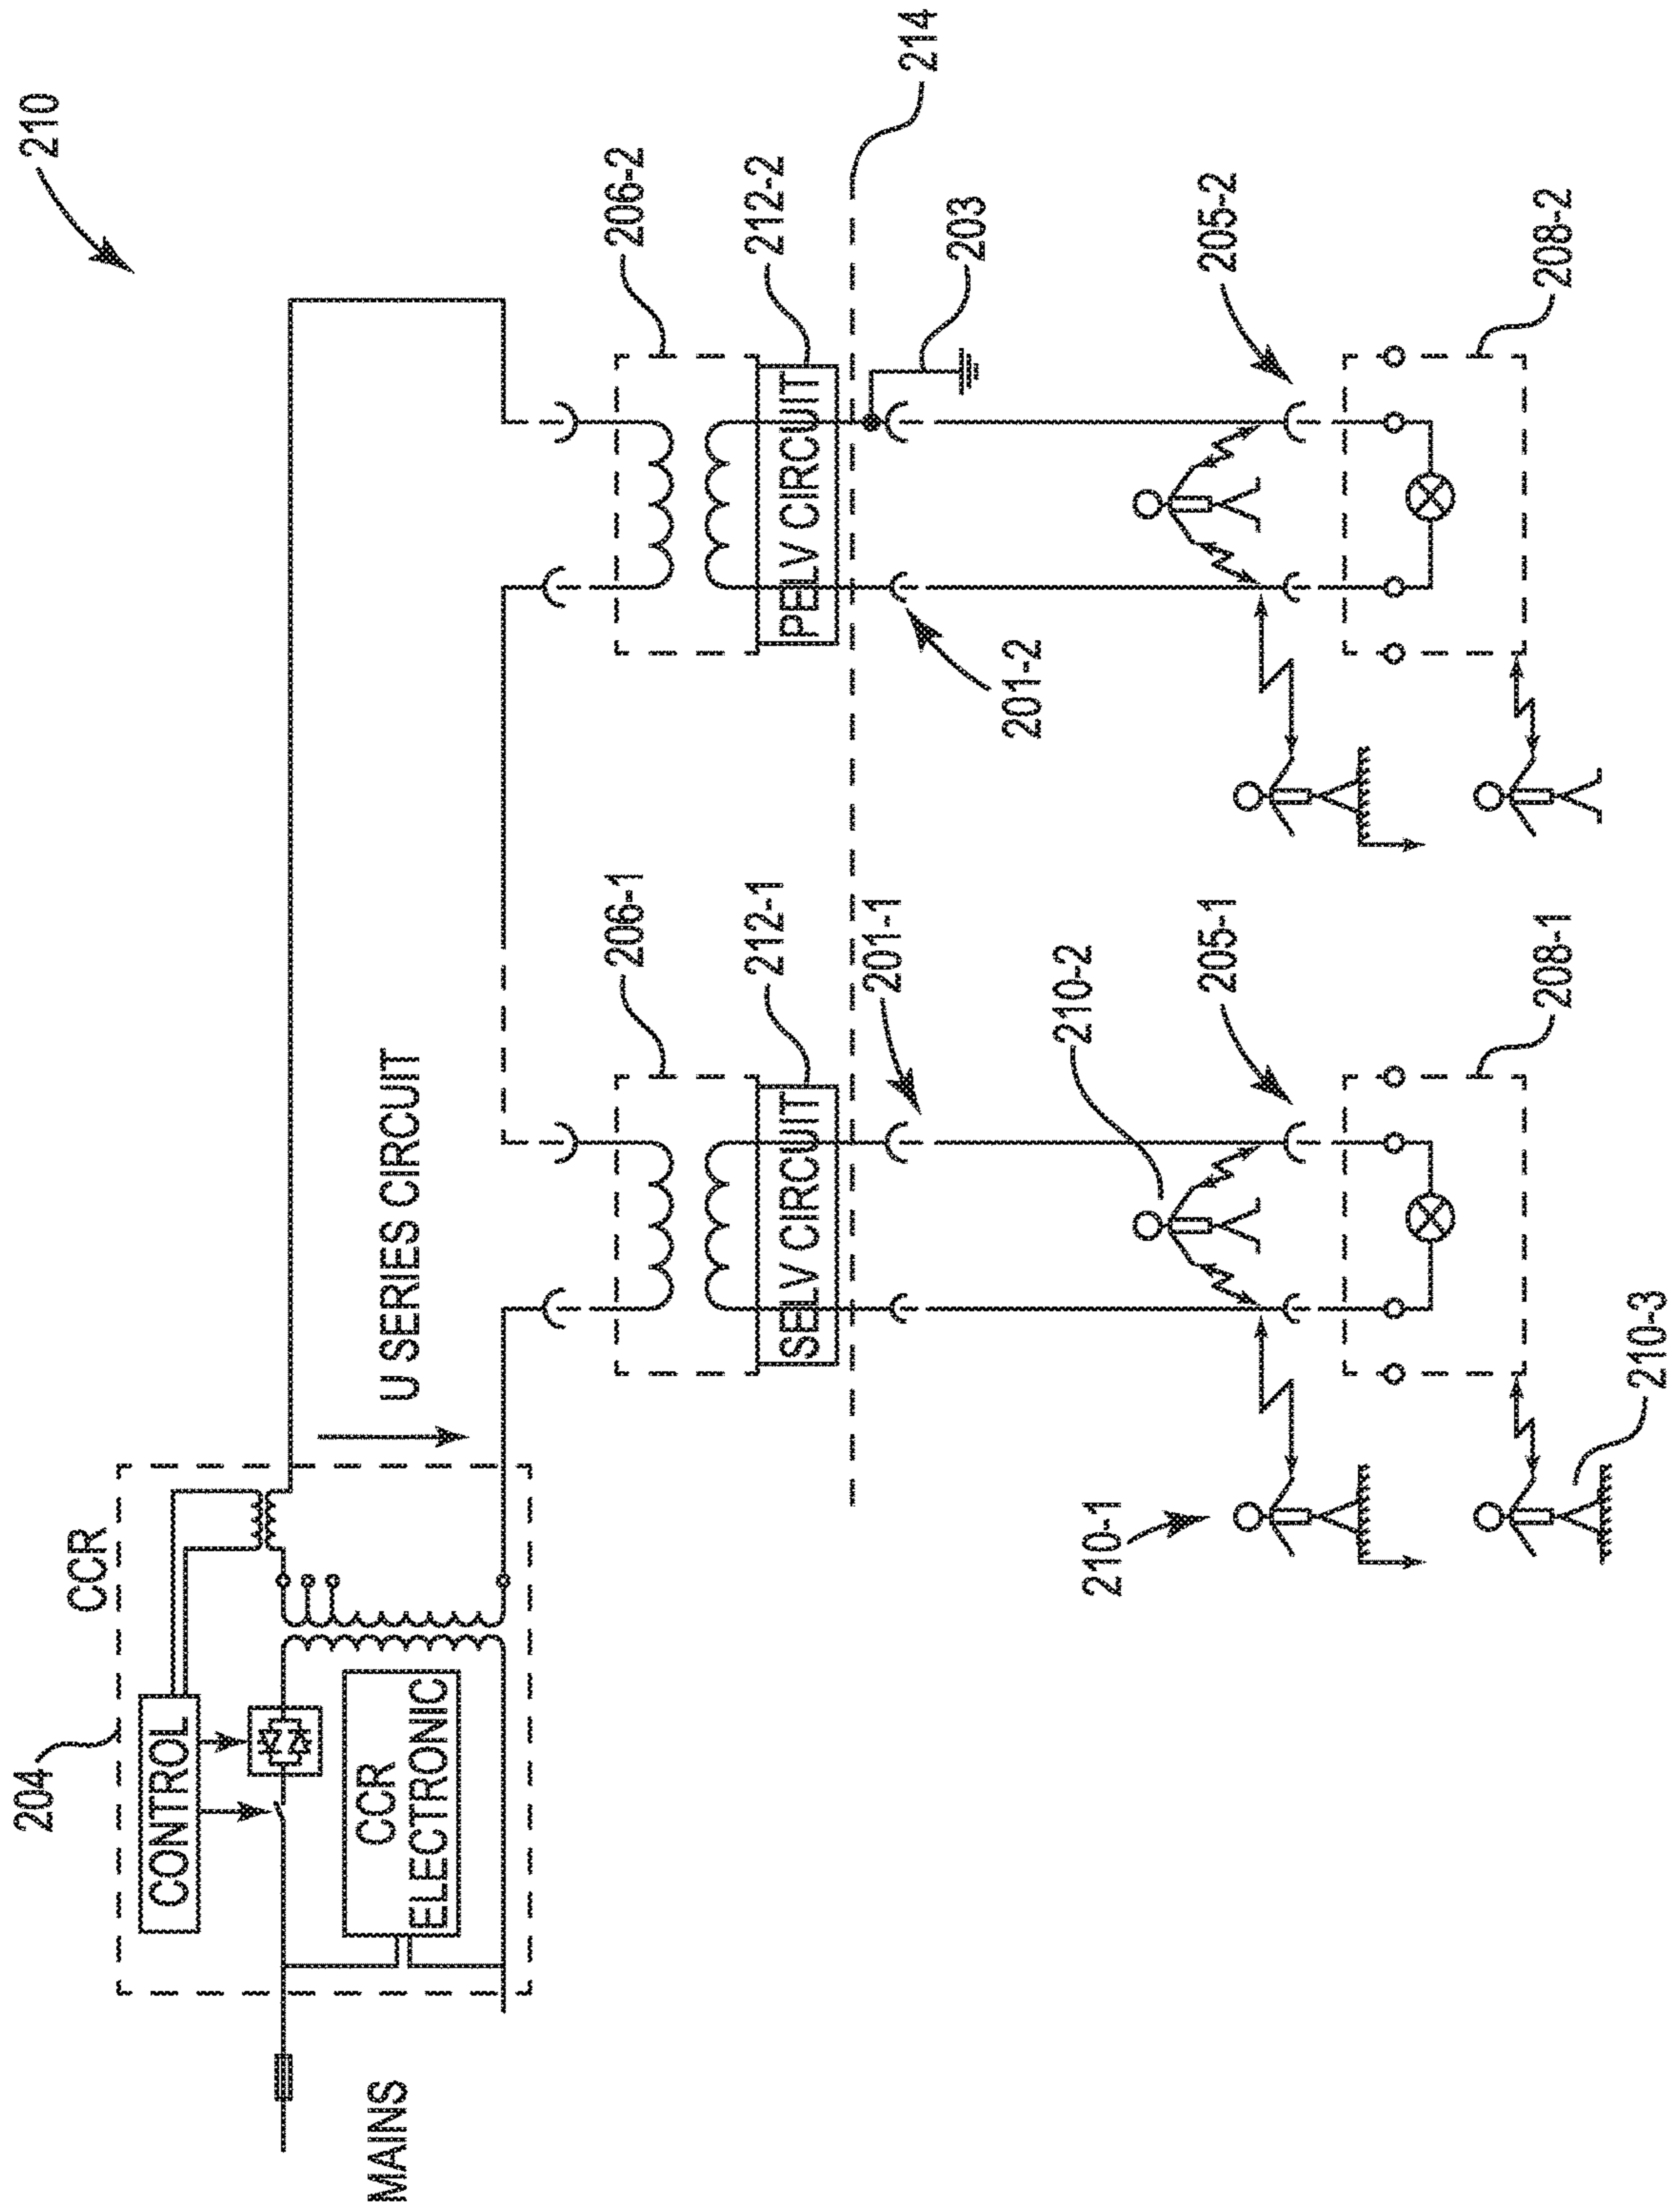 210
204
CCR
CONTROL
CCR
ELECTRONIC
MAINS
U SERIES CIRCUIT
206-1
206-2
212-1
212-2
SELV CIRCUIT
PELV CIRCUIT
214
201-1
203
201-2
210-2
210-1
205-1
205-2
208-1
208-2
210-3